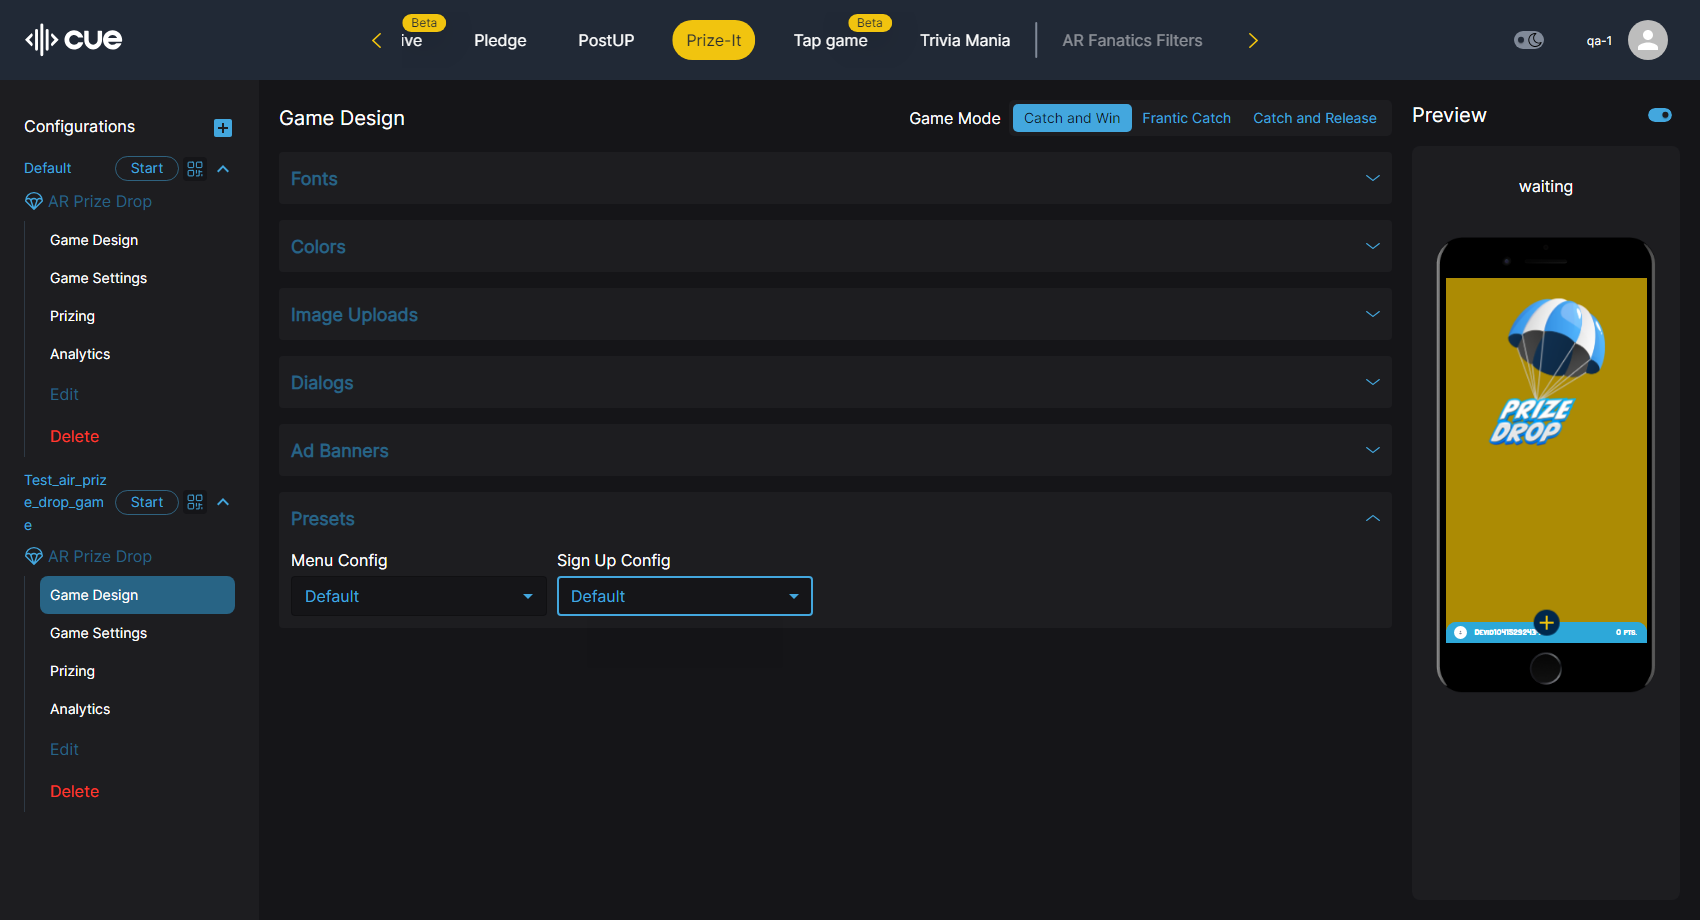 cue
Beta
ive
Pledge
PostUP
Prize-It
Beta
Tap game
Trivia Mania
AR Fanatics Filters
qa-1
Configurations
Default
Start
AR Prize Drop
Game Design
Game Settings
Prizing
Analytics
Edit
Delete
Test_air_priz
e_drop_gam
e
Start
AR Prize Drop
Game Design
Game Settings
Prizing
Analytics
Edit
Delete
Game Design
Game Mode
Catch and Win
Frantic Catch
Catch and Release
Fonts
Colors
Image Uploads
Dialogs
Ad Banners
Presets
Menu Config
Sign Up Config
Default
Default
Preview
waiting
PRIZE
DROP
0 PTS.